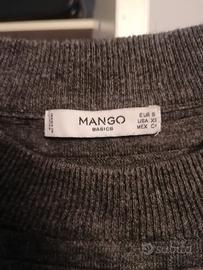 MANGO
BASICS
EUR S
USA XS
MEX CH
subito